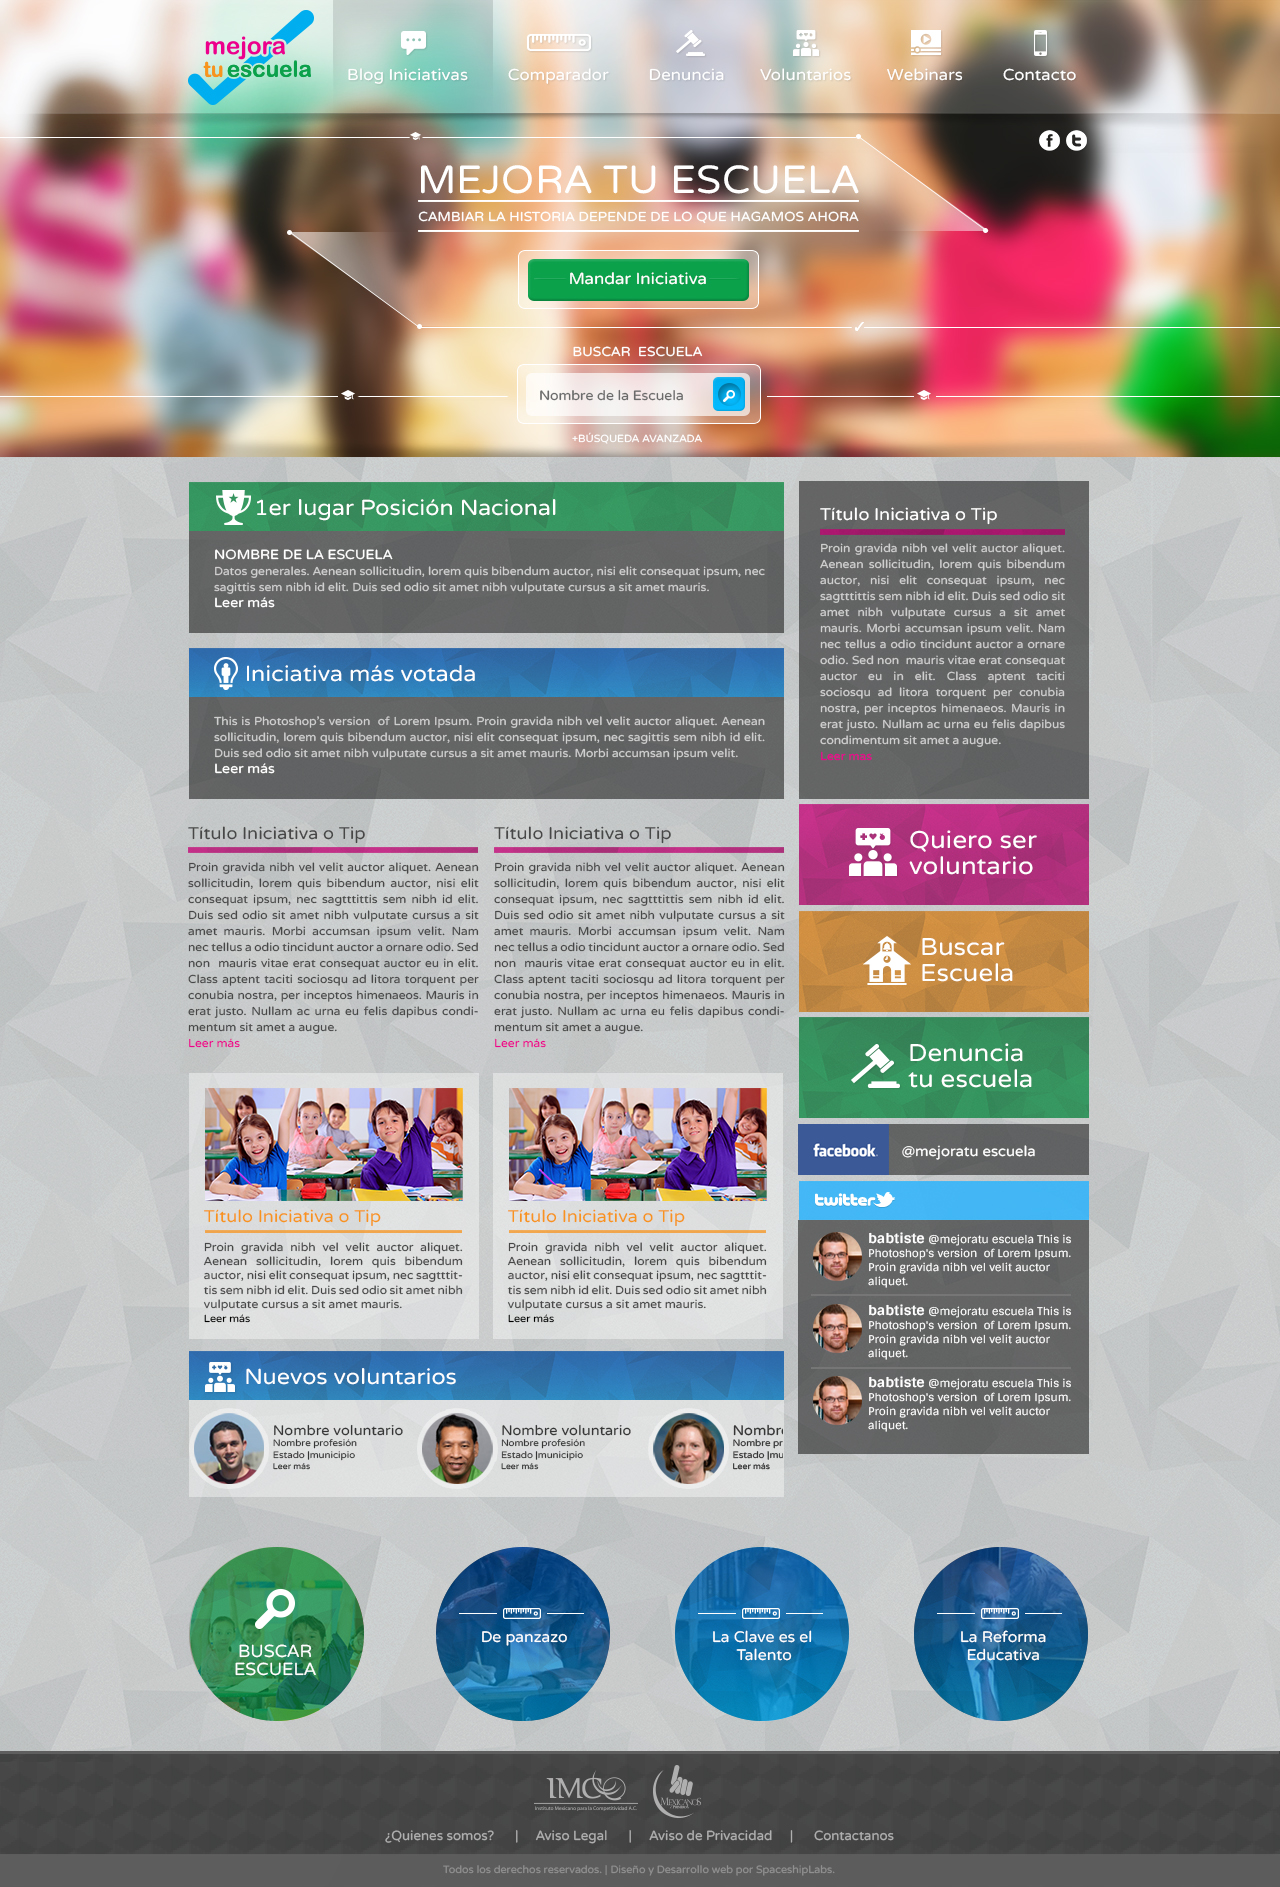 mejora
tu escuela
Blog Iniciativas
Comparador
Denuncia
Voluntarios
Webinars
Contacto
MEJORA TU ESCUELA
CAMBIAR LA HISTORIA DEPENDE DE LO QUE HAGAMOS AHORA
Mandar Iniciativa
BUSCAR ESCUELA
Nombre de la Escuela
+BÚSQUEDA AVANZADA
1er lugar Posición Nacional
NOMBRE DE LA ESCUELA
Datos generales. Aenean sollicitudin, lorem quis bibendum auctor, nisi elit consequat ipsum, nec
sagittis sem nibh id elit. Duis sed odio sit amet nibh vulputate cursus a sit amet mauris.
Leer más
Iniciativa más votada
This is Photoshop's version of Lorem Ipsum. Proin gravida nibh vel velit auctor aliquet. Aenean
sollicitudin, lorem quis bibendum auctor, nisi elit consequat ipsum, nec sagittis sem nibh id elit.
Duis sed odio sit amet nibh vulputate cursus a sit amet mauris. Morbi accumsan ipsum velit.
Leer más
Título Iniciativa o Tip
Proin gravida nibh vel velit auctor aliquet. Aenean
sollicitudin, lorem quis bibendum auctor, nisi elit
consequat ipsum, nec sagtttittis sem nibh id elit.
Duis sed odio sit amet nibh vulputate cursus a sit
amet mauris. Morbi accumsan ipsum velit. Nam
nec tellus a odio tincidunt auctor a ornare odio. Sed
non mauris vitae erat consequat auctor eu in elit.
Class aptent taciti sociosqu ad litora torquent per
conubia nostra, per inceptos himenaeos. Mauris in
erat justo. Nullam ac urna eu felis dapibus condi-
mentum sit amet a augue.
Leer más
Título Iniciativa o Tip
Proin gravida nibh vel velit auctor aliquet. Aenean
sollicitudin, lorem quis bibendum auctor, nisi elit
consequat ipsum, nec sagtttittis sem nibh id elit.
Duis sed odio sit amet nibh vulputate cursus a sit
amet mauris. Morbi accumsan ipsum velit. Nam
nec tellus a odio tincidunt auctor a ornare odio. Sed
non mauris vitae erat consequat auctor eu in elit.
Class aptent taciti sociosqu ad litora torquent per
conubia nostra, per inceptos himenaeos. Mauris in
erat justo. Nullam ac urna eu felis dapibus condi-
mentum sit amet a augue.
Leer más
Título Iniciativa o Tip
Proin gravida nibh vel velit auctor aliquet.
Aenean sollicitudin, lorem quis bibendum
auctor, nisi elit consequat ipsum, nec sagtttit-
tis sem nibh id elit. Duis sed odio sit amet nibh
vulputate cursus a sit amet mauris.
Leer más
Título Iniciativa o Tip
Proin gravida nibh vel velit auctor aliquet.
Aenean sollicitudin, lorem quis bibendum
auctor, nisi elit consequat ipsum, nec sagtttit-
tis sem nibh id elit. Duis sed odio sit amet nibh
vulputate cursus a sit amet mauris.
Leer más
Nuevos voluntarios
Nombre voluntario
Nombre profesión
Estado |municipio
Leer más
Nombre voluntario
Nombre profesión
Estado |municipio
Leer más
Nombr
Nombre pr
Estado |mu
Leer más
Título Iniciativa o Tip
Proin gravida nibh vel velit auctor aliquet.
Aenean sollicitudin, lorem quis bibendum
auctor, nisi elit consequat ipsum, nec
sagtttittis sem nibh id elit. Duis sed odio sit
amet nibh vulputate cursus a sit amet
mauris. Morbi accumsan ipsum velit. Nam
nec tellus a odio tincidunt auctor a ornare
odio. Sed non mauris vitae erat consequat
auctor eu in elit. Class aptent taciti
sociosqu ad litora torquent per conubia
nostra, per inceptos himenaeos. Mauris in
erat justo. Nullam ac urna eu felis dapibus
condimentum sit amet a augue.
Leer más
Quiero ser
voluntario
Buscar
Escuela
Denuncia
tu escuela
facebook
@mejoratu escuela
twitter
babtiste @mejoratu escuela This is
Photoshop's version of Lorem Ipsum.
Proin gravida nibh vel velit auctor
aliquet.
babtiste @mejoratu escuela This is
Photoshop's version of Lorem Ipsum.
Proin gravida nibh vel velit auctor
aliquet.
babtiste @mejoratu escuela This is
Photoshop's version of Lorem Ipsum.
Proin gravida nibh vel velit auctor
aliquet.
BUSCAR
ESCUELA
De panzazo
La Clave es el
Talento
La Reforma
Educativa
IMCO
Instituto Mexicano para la Competitividad A.C.
MEXICANOS
¿Quienes somos? | Aviso Legal | Aviso de Privacidad | Contactanos
Todos los derechos reservados. | Diseño y Desarrollo web por SpaceshipLabs.